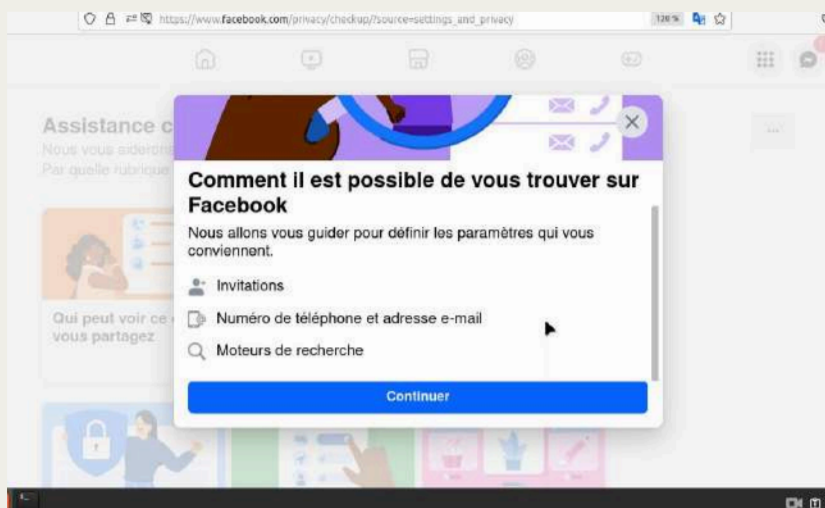 https://www.facebook.com/privacy/checkup/?source=settings_and_privacy
120 %
Assistance c
Nous vous aiderons
Par quelle rubrique
Comment il est possible de vous trouver sur
Facebook
Nous allons vous guider pour définir les paramètres qui vous
conviennent.
Invitations
Numéro de téléphone et adresse e-mail
Moteurs de recherche
Continuer
Qui peut voir ce
vous partagez